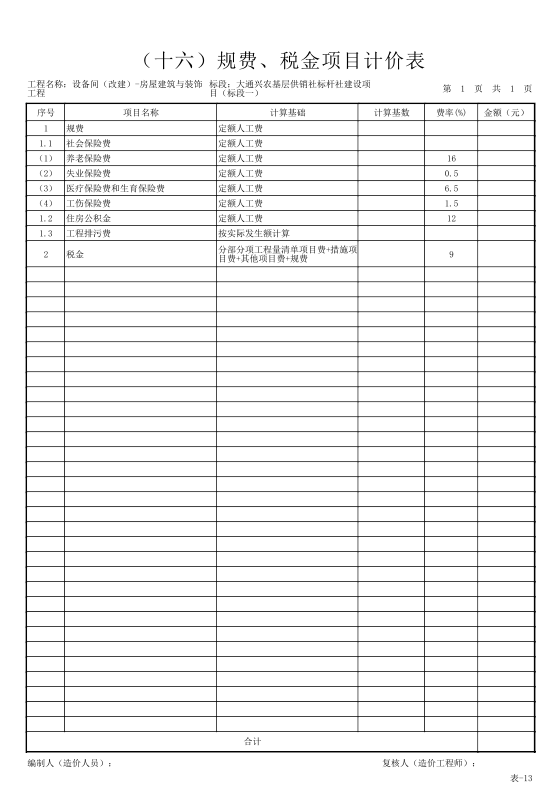 （十六）规费、税金项目计价表
工程名称：设备间（改建）-房屋建筑与装饰 标段：大通兴农基层供销社标杆社建设项
工程 目（标段一） 第 1 页 共 1 页
序号 项目名称 计算基础 计算基数 费率(%) 金额（元）
1 规费 定额人工费
1.1 社会保险费 定额人工费
（1） 养老保险费 定额人工费 16
（2） 失业保险费 定额人工费 0.5
（3） 医疗保险费和生育保险费 定额人工费 6.5
（4） 工伤保险费 定额人工费 1.5
1.2 住房公积金 定额人工费 12
1.3 工程排污费 按实际发生额计算
2 税金 分部分项工程量清单项目费+措施项
目费+其他项目费+规费 9
合计
编制人（造价人员）： 复核人（造价工程师）：
表-13